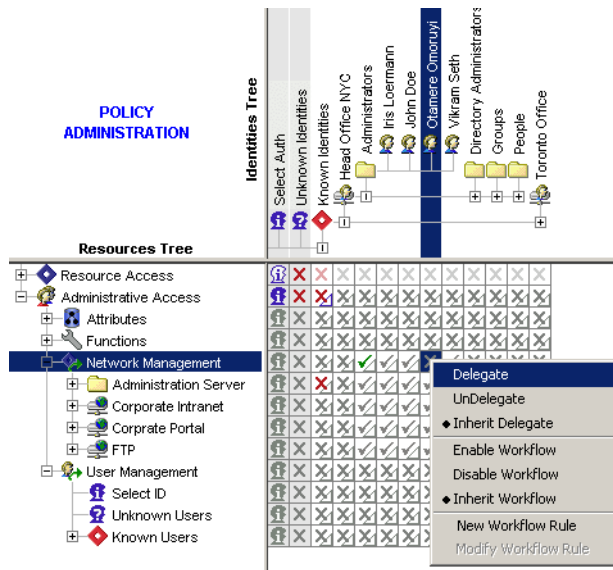 POLICY
ADMINISTRATION
Identities Tree
Resources Tree
Select Auth
Unknown Identities
Known Identities
Head Office NYC
Administrators
Iris Loermann
John Doe
Otamere Omoruyi
Vikram Seth
Directory Administrators
Groups
People
Toronto Office
Resource Access
Administrative Access
Attributes
Functions
Network Management
Administration Server
Corporate Intranet
Corprate Portal
FTP
User Management
Select ID
Unknown Users
Known Users
Delegate
UnDelegate
Inherit Delegate
Enable Workflow
Disable Workflow
Inherit Workflow
New Workflow Rule
Modify Workflow Rule